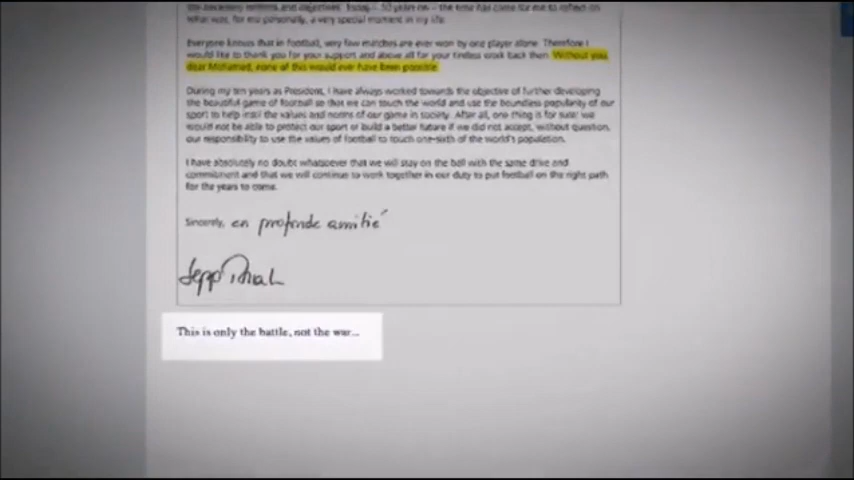 the necessary reforms and objectives. Today – 10 years on – the time has come for me to reflect on
what was, for me personally, a very special moment in my life.
Everyone knows that in football, very few matches are ever won by one player alone. Therefore I
would like to thank you for your support and above all for your tireless work back then. Without you,
dear Mohamed, none of this would ever have been possible.
During my ten years as President, I have always worked towards the objective of further developing
the beautiful game of football so that we can touch the world and use the boundless popularity of our
sport to help instil the values and norms of our game in society. After all, one thing is for sure: we
would not be able to protect our sport or build a better future if we did not accept, without question,
our responsibility to use the values of football to touch one-sixth of the world's population.
I have absolutely no doubt whatsoever that we will stay on the ball with the same drive and
commitment and that we will continue to work together in our duty to put football on the right path
for the years to come.
Sincerely, en profonde amitié
This is only the battle, not the war...